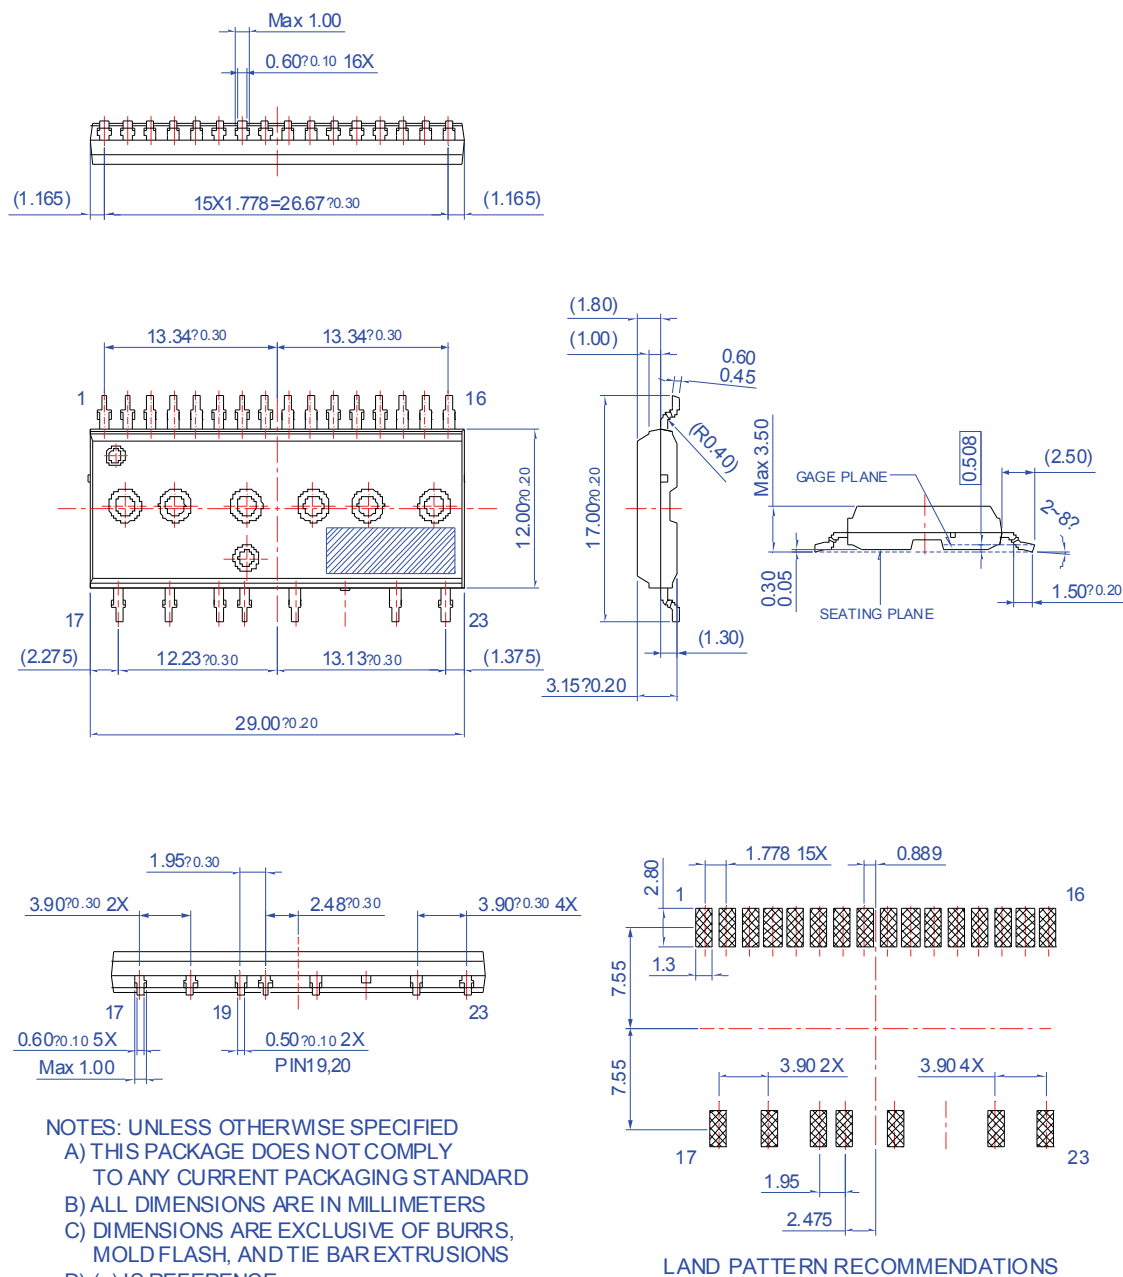 Max 1.00
0.60?0.10 16X
(1.165)
15X1.778=26.67?0.30
(1.165)
13.34?0.30
13.34?0.30
1
16
12.00?0.20
17
23
(2.275)
12.23?0.30
13.13?0.30
(1.375)
29.00?0.20
(1.80)
(1.00)
0.60
0.45
(R0.40)
17.00?0.20
(1.30)
3.15?0.20
Max 3.50
GAGE PLANE
0.508
(2.50)
2~8?
0.30
0.05
SEATING PLANE
1.50?0.20
1.95?0.30
3.90?0.30 2X
2.48?0.30
3.90?0.30 4X
17
19
23
0.60?0.10 5X
0.50?0.10 2X
Max 1.00
PIN19,20
2.80
1.778 15X
0.889
1
16
1.3
7.55
7.55
3.90 2X
3.90 4X
17
23
1.95
2.475
LAND PATTERN RECOMMENDATIONS
NOTES: UNLESS OTHERWISE SPECIFIED
A) THIS PACKAGE DOES NOT COMPLY
TO ANY CURRENT PACKAGING STANDARD
B) ALL DIMENSIONS ARE IN MILLIMETERS
C) DIMENSIONS ARE EXCLUSIVE OF BURRS,
MOLD FLASH, AND TIE BAR EXTRUSIONS
D) ( ) IS REFERENCE